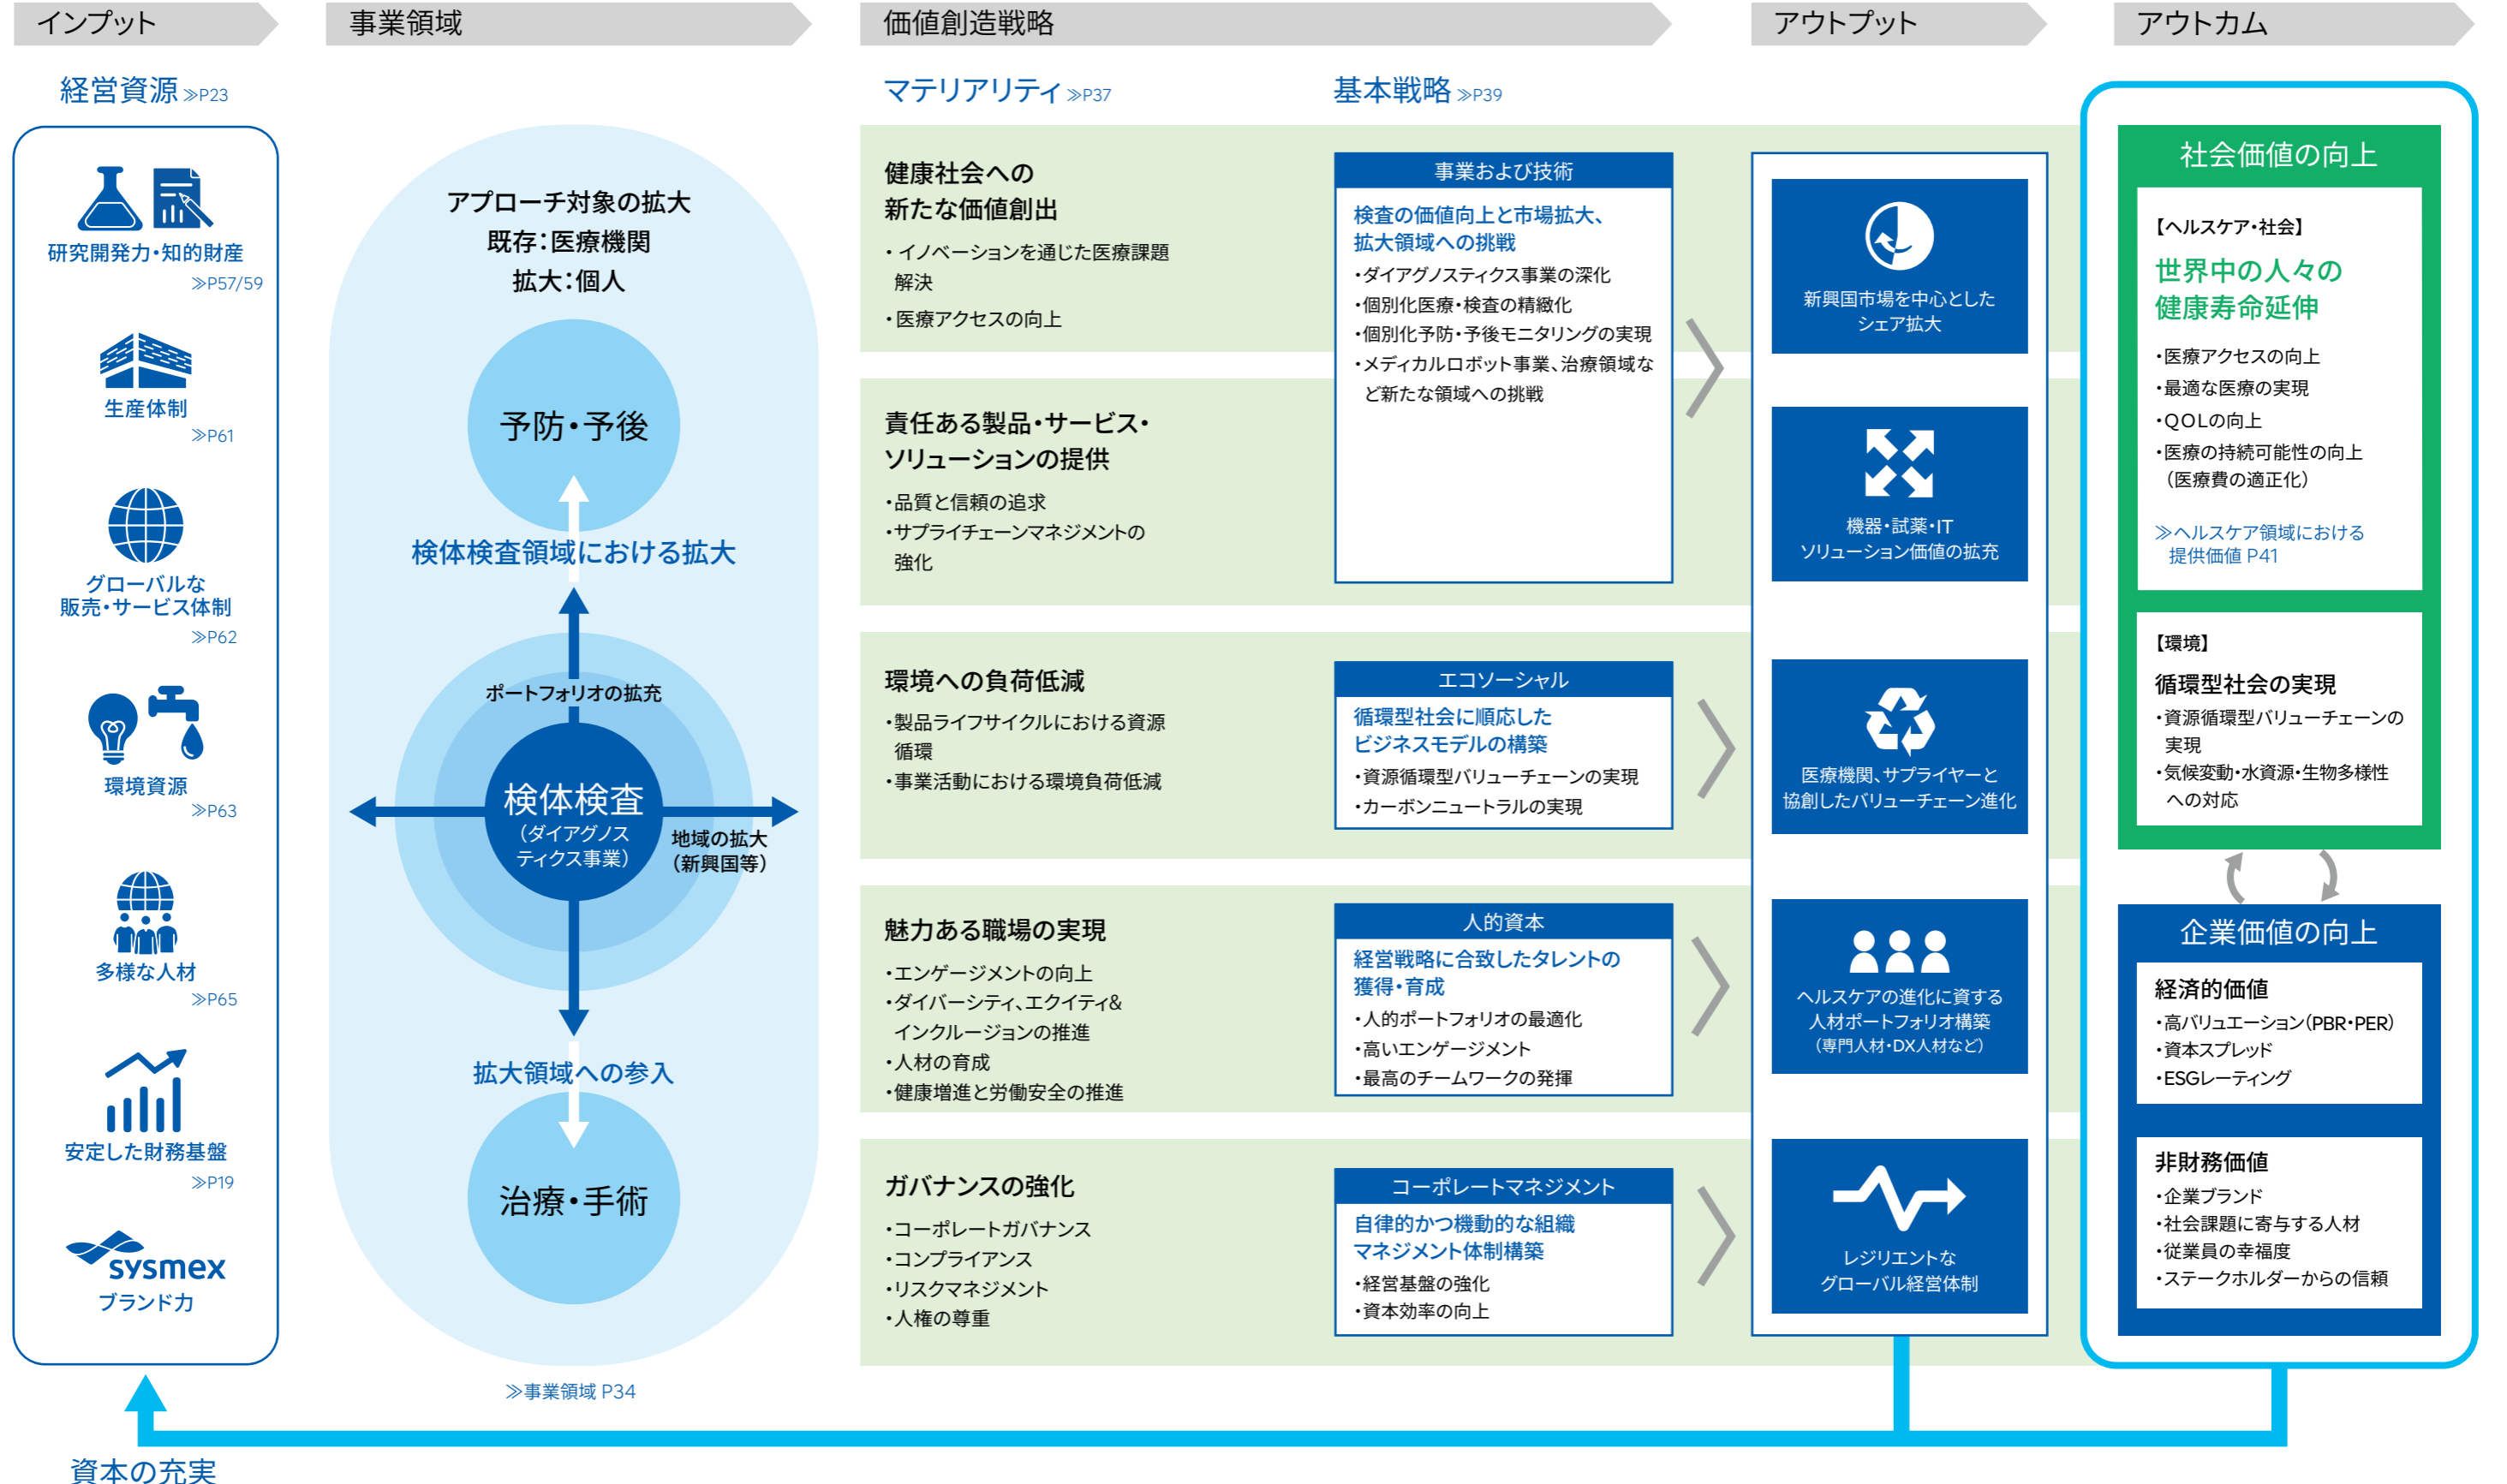 インプット
事業領域
価値創造戦略
アウトプット
アウトカム
経営資源 ≫P23
研究開発力・知的財産
≫P57/59
生産体制
≫P61
グローバルな
販売・サービス体制
≫P62
環境資源
≫P63
多様な人材
≫P65
安定した財務基盤
≫P19
sysmex
ブランド力
アプローチ対象の拡大
既存：医療機関
拡大：個人
予防・予後
検体検査領域における拡大
ポートフォリオの拡充
検体検査
（ダイアグノス
ティクス事業）
地域の拡大
（新興国等）
拡大領域への参入
治療・手術
≫事業領域 P34
マテリアリティ ≫P37
健康社会への
新たな価値創出
・イノベーションを通じた医療課題
解決
・医療アクセスの向上
責任ある製品・サービス・
ソリューションの提供
・品質と信頼の追求
・サプライチェーンマネジメントの
強化
環境への負荷低減
・製品ライフサイクルにおける資源
循環
・事業活動における環境負荷低減
魅力ある職場の実現
・エンゲージメントの向上
・ダイバーシティ、エクイティ&
インクルージョンの推進
・人材の育成
・健康増進と労働安全の推進
ガバナンスの強化
・コーポレートガバナンス
・コンプライアンス
・リスクマネジメント
・人権の尊重
基本戦略 ≫P39
事業および技術
検査の価値向上と市場拡大、
拡大領域への挑戦
・ダイアグノスティクス事業の深化
・個別化医療・検査の精緻化
・個別化予防・予後モニタリングの実現
・メディカルロボット事業、治療領域な
ど新たな領域への挑戦
エコソーシャル
循環型社会に順応した
ビジネスモデルの構築
・資源循環型バリューチェーンの実現
・カーボンニュートラルの実現
人的資本
経営戦略に合致したタレントの
獲得・育成
・人的ポートフォリオの最適化
・高いエンゲージメント
・最高のチームワークの発揮
コーポレートマネジメント
自律的かつ機動的な組織
マネジメント体制構築
・経営基盤の強化
・資本効率の向上
新興国市場を中心とした
シェア拡大
機器・試薬・IT
ソリューション価値の拡充
医療機関、サプライヤーと
協創したバリューチェーン進化
ヘルスケアの進化に資する
人材ポートフォリオ構築
（専門人材・DX人材など）
レジリエントな
グローバル経営体制
社会価値の向上
【ヘルスケア・社会】
世界中の人々の
健康寿命延伸
・医療アクセスの向上
・最適な医療の実現
・QOLの向上
・医療の持続可能性の向上
（医療費の適正化）
≫ヘルスケア領域における
提供価値 P41
【環境】
循環型社会の実現
・資源循環型バリューチェーンの
実現
・気候変動・水資源・生物多様性
への対応
企業価値の向上
経済的価値
・高バリュエーション（PBR・PER）
・資本スプレッド
・ESGレーティング
非財務価値
・企業ブランド
・社会課題に寄与する人材
・従業員の幸福度
・ステークホルダーからの信頼
資本の充実